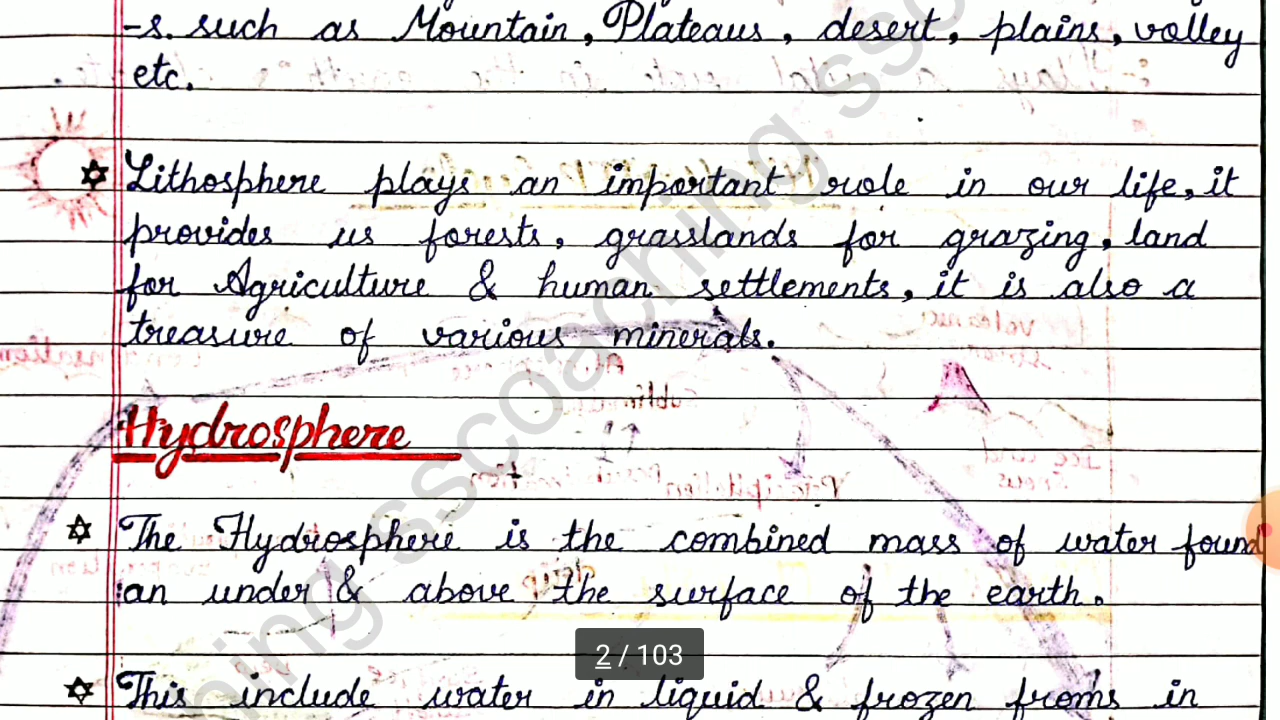 -s. such as Mountain, Plateaus, desert, plains, valley
etc.
Lithosphere plays an important role in our life, it
provides us forests, grasslands for grazing, land
for Agriculture & human settlements, it is also a
treasure of various minerals.
Hydrosphere
The Hydrosphere is the combined mass of water found
an under & above the surface of the earth.
2 / 103
This include water in liquid & frozen froms in
ssccoaching